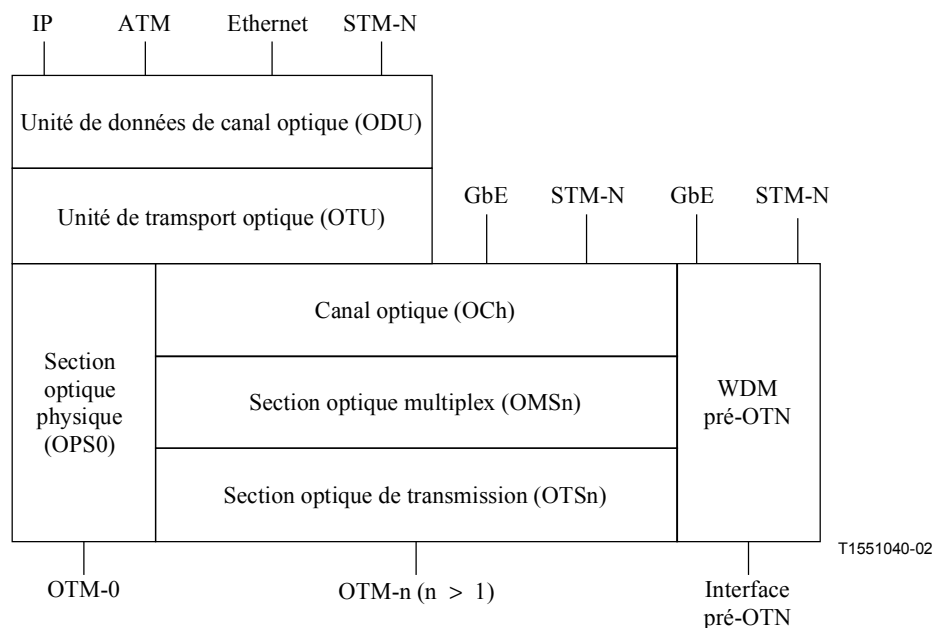 IP ATM Ethernet STM-N
Unité de données de canal optique (ODU)
Unité de transport optique (OTU)
GbE STM-N GbE STM-N
Canal optique (OCh)
Section
optique
physique
(OPS0)
Section optique multiplex (OMSn)
WDM
pré-OTN
Section optique de transmission (OTSn)
T1551040-02
OTM-0 OTM-n (n > 1) Interface
pré-OTN